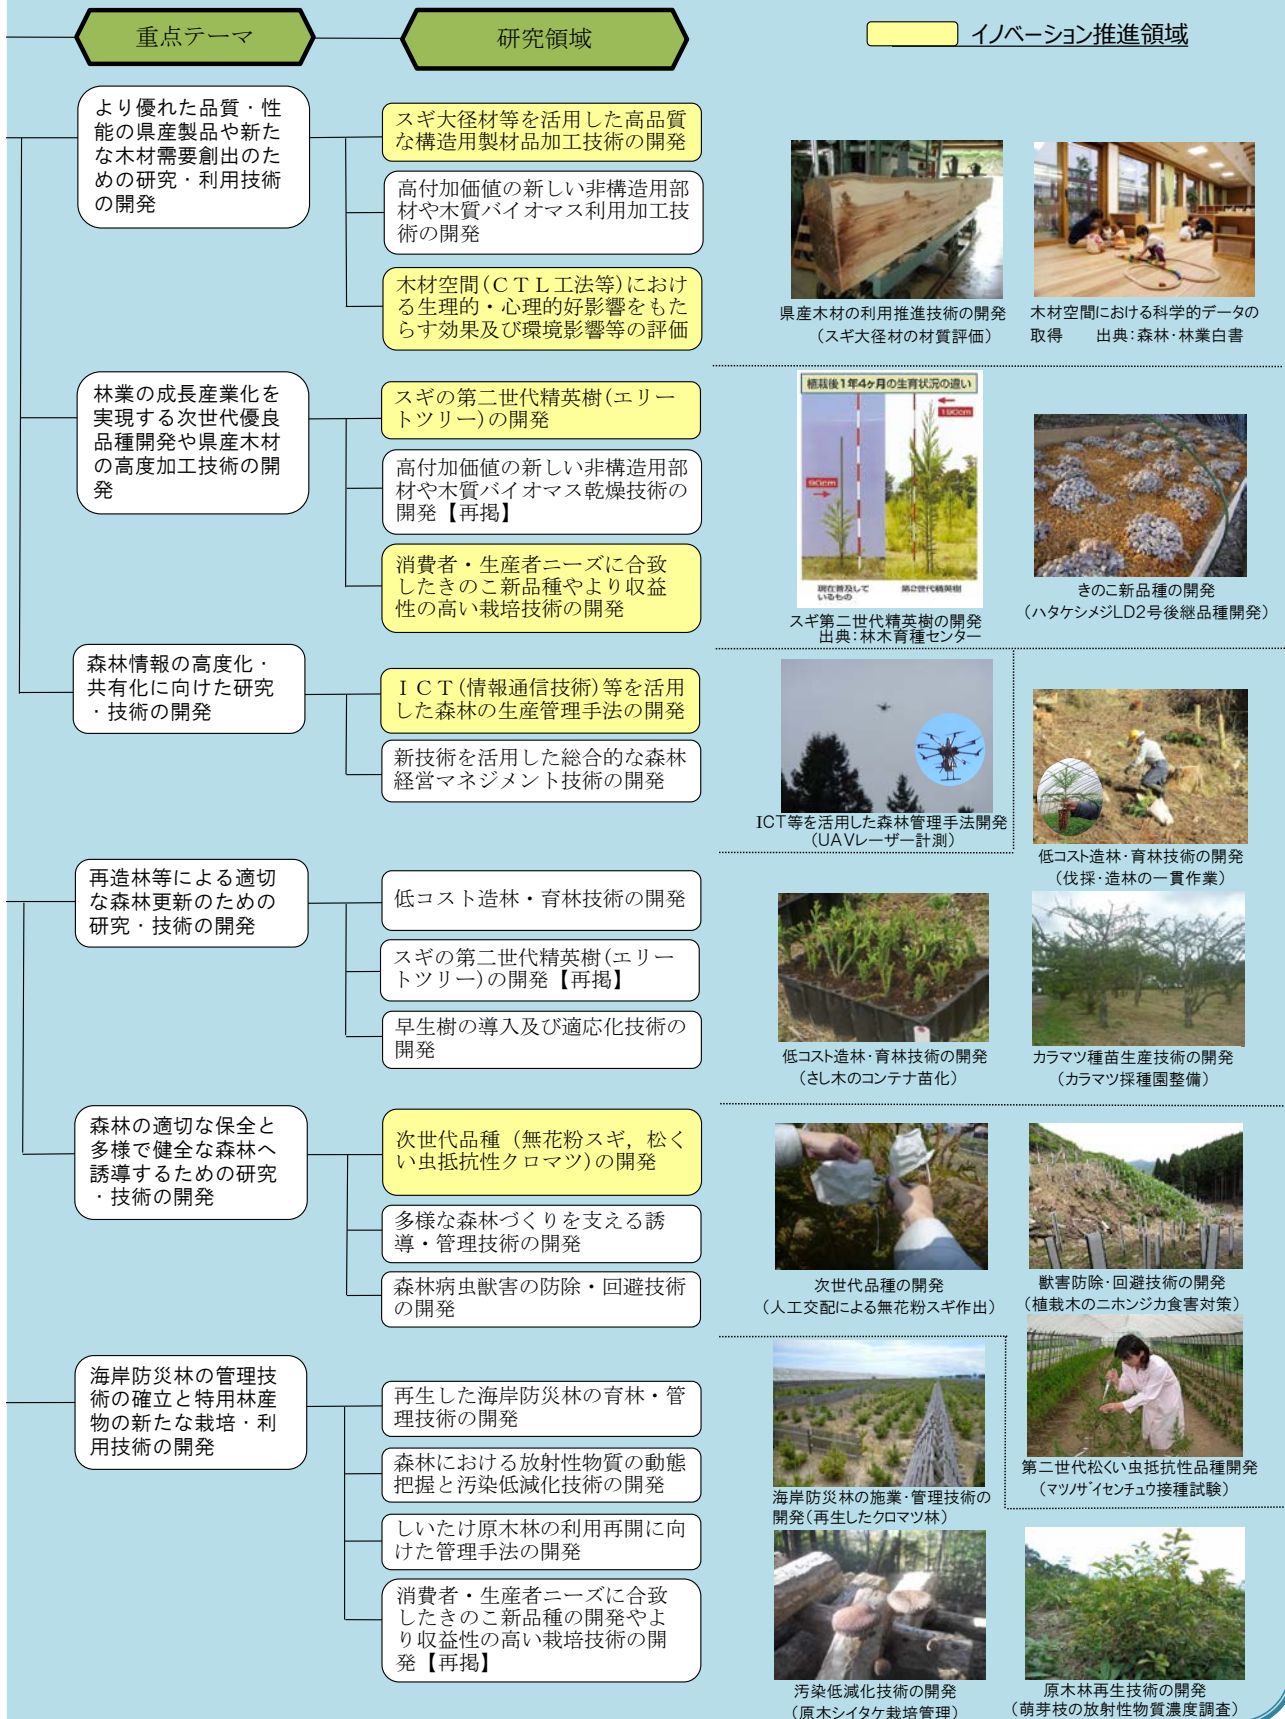 重点テーマ
研究領域
イノベーション推進領域
より優れた品質・性
能の県産製品や新た
な木材需要創出のた
めの研究・利用技術
の開発
スギ大径材等を活用した高品質
な構造用製材品加工技術の開発
高付加価値の新しい非構造用部
材や木質バイオマス利用加工技
術の開発
木材空間(ＣＴＬ工法等)におけ
る生理的・心理的好影響をもた
らす効果及び環境影響等の評価
県産木材の利用推進技術の開発
(スギ大径材の材質評価)
木材空間における科学的データの
取得　出典:森林・林業白書
林業の成長産業化を
実現する次世代優良
品種開発や県産木材
の高度加工技術の開
発
スギの第二世代精英樹(エリー
トツリー)の開発
高付加価値の新しい非構造用部
材や木質バイオマス乾燥技術の
開発【再掲】
消費者・生産者ニーズに合致
したきのこ新品種やより収益
性の高い栽培技術の開発
植栽後1年4ヶ月の生育状況の違い
190cm
90cm
現在普及して
いるもの
第2世代精英樹
スギ第二世代精英樹の開発
出典:林木育種センター
きのこ新品種の開発
(ハタケシメジLD2号後継品種開発)
森林情報の高度化・
共有化に向けた研究
・技術の開発
ＩＣＴ(情報通信技術)等を活用
した森林の生産管理手法の開発
新技術を活用した総合的な森林
経営マネジメント技術の開発
ICT等を活用した森林管理手法開発
(UAVレーザー計測)
低コスト造林・育林技術の開発
(伐採・造林の一貫作業)
再造林等による適切
な森林更新のための
研究・技術の開発
低コスト造林・育林技術の開発
スギの第二世代精英樹(エリー
トツリー)の開発【再掲】
早生樹の導入及び適応化技術の
開発
低コスト造林・育林技術の開発
(さし木のコンテナ苗化)
カラマツ種苗生産技術の開発
(カラマツ採種園整備)
森林の適切な保全と
多様で健全な森林へ
誘導するための研究
・技術の開発
次世代品種（無花粉スギ，松く
い虫抵抗性クロマツ)の開発
多様な森林づくりを支える誘
導・管理技術の開発
森林病虫獣害の防除・回避技術
の開発
次世代品種の開発
(人工交配による無花粉スギ作出)
獣害防除・回避技術の開発
(植栽木のニホンジカ食害対策)
海岸防災林の管理技
術の確立と特用林産
物の新たな栽培・利
用技術の開発
再生した海岸防災林の育林・管
理技術の開発
森林における放射性物質の動態
把握と汚染低減化技術の開発
しいたけ原木林の利用再開に向
けた管理手法の開発
消費者・生産者ニーズに合致
したきのこ新品種の開発やよ
り収益性の高い栽培技術の開
発【再掲】
海岸防災林の施業・管理技術の
開発(再生したクロマツ林)
第二世代松くい虫抵抗性品種開発
(マツノザイセンチュウ接種試験)
汚染低減化技術の開発
(原木シイタケ栽培管理)
原木林再生技術の開発
(萌芽枝の放射性物質濃度調査)